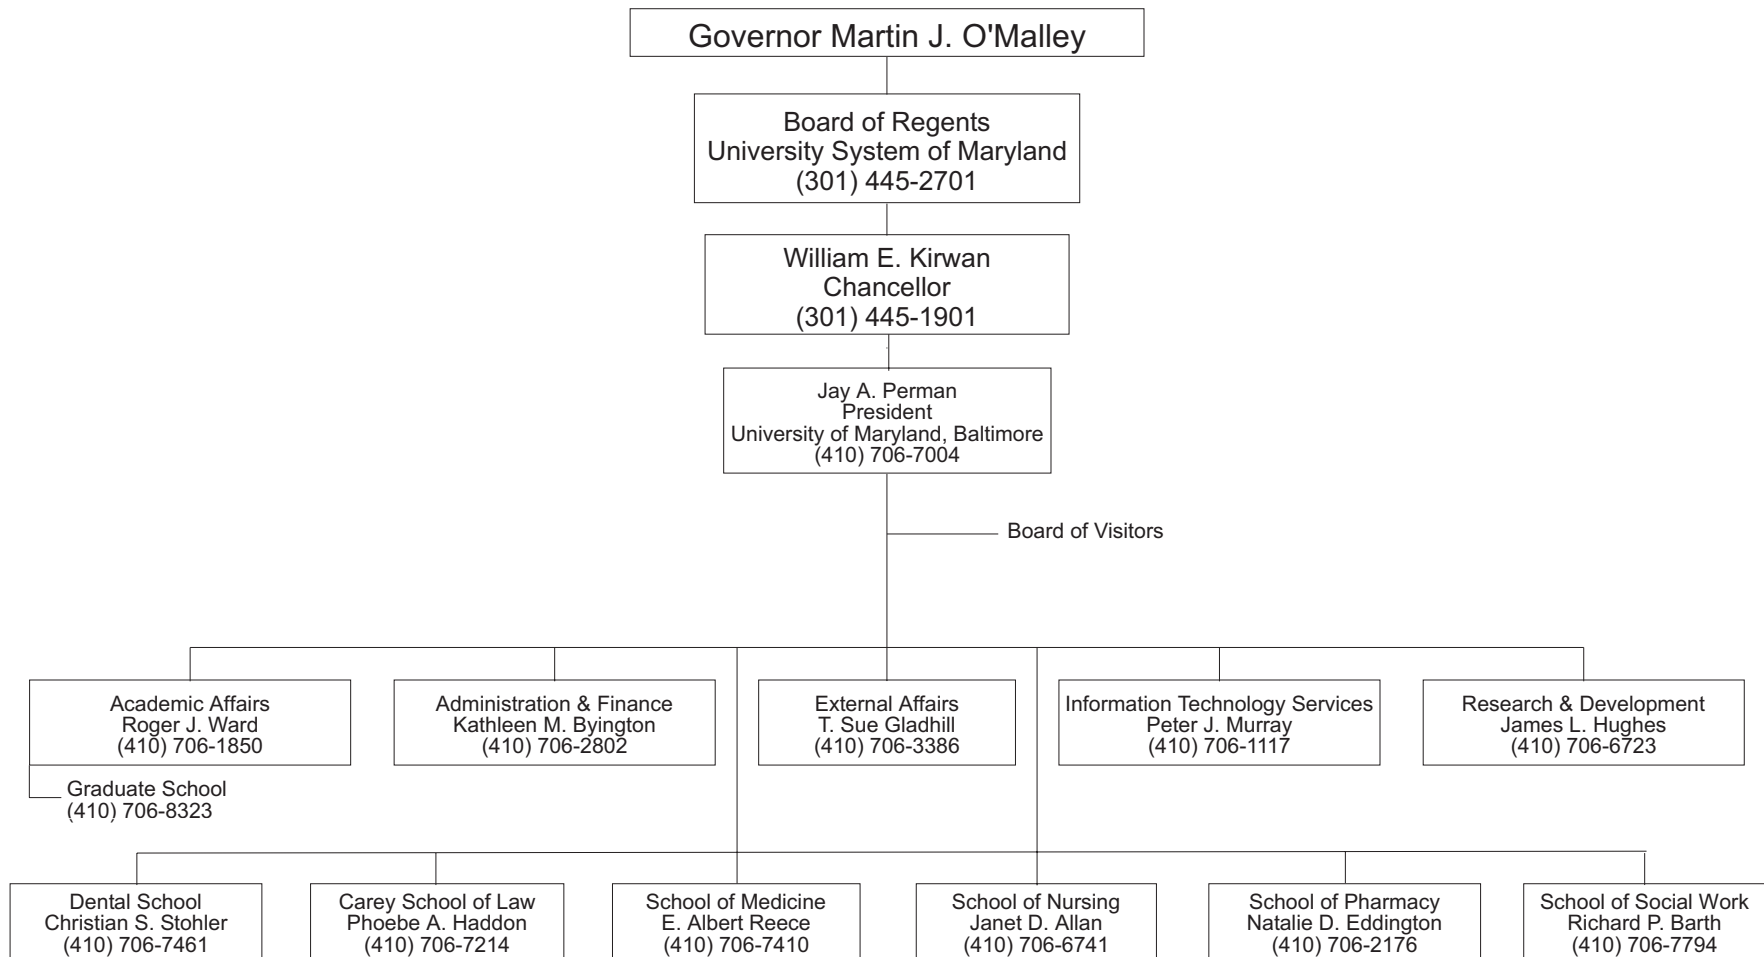 Governor Martin J. O'Malley
Board of Regents
University System of Maryland
(301) 445-2701
William E. Kirwan
Chancellor
(301) 445-1901
Jay A. Perman
President
University of Maryland, Baltimore
(410) 706-7004
Board of Visitors
Academic Affairs
Roger J. Ward
(410) 706-1850
Administration & Finance
Kathleen M. Byington
(410) 706-2802
External Affairs
T. Sue Gladhill
(410) 706-3386
Information Technology Services
Peter J. Murray
(410) 706-1117
Research & Development
James L. Hughes
(410) 706-6723
Graduate School
(410) 706-8323
Dental School
Christian S. Stohler
(410) 706-7461
Carey School of Law
Phoebe A. Haddon
(410) 706-7214
School of Medicine
E. Albert Reece
(410) 706-7410
School of Nursing
Janet D. Allan
(410) 706-6741
School of Pharmacy
Natalie D. Eddington
(410) 706-2176
School of Social Work
Richard P. Barth
(410) 706-7794